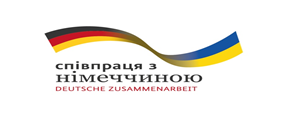 співпраця з
німеччиною
DEUTSCHE ZUSAMMENARBEIT